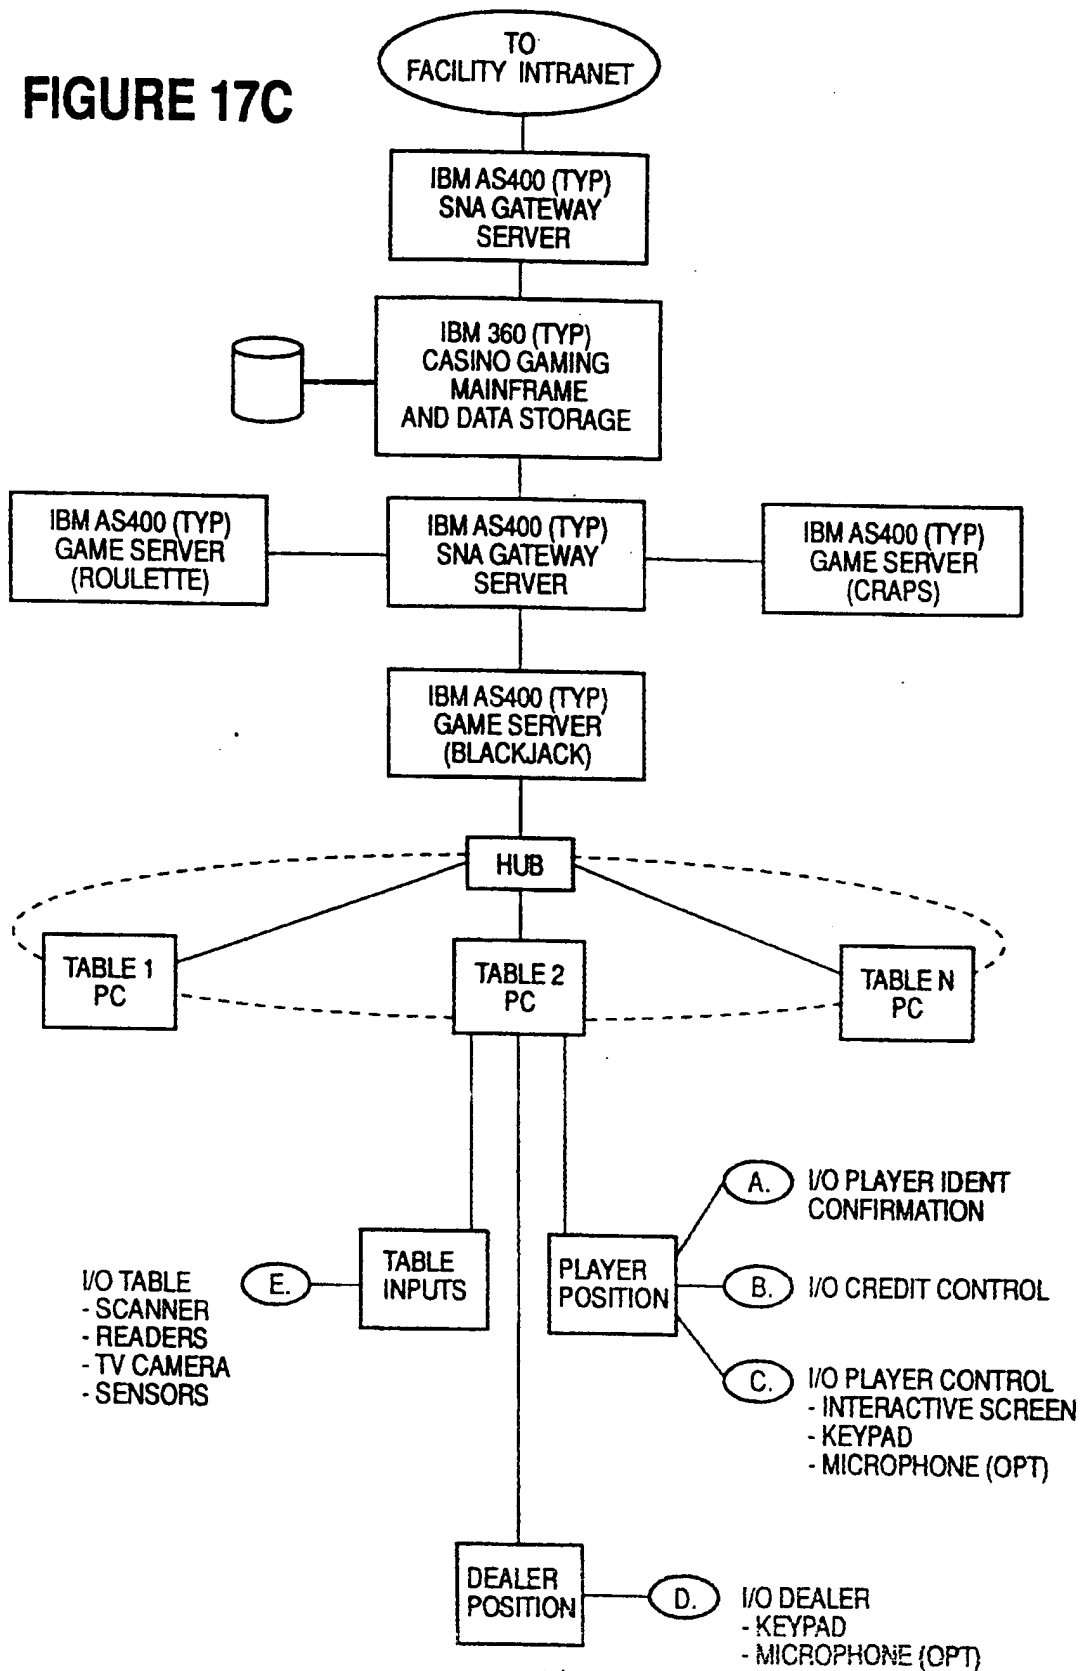 TO
FACILITY INTRANET
FIGURE 17C
IBM AS400 (TYP)
SNA GATEWAY
SERVER
IBM 360 (TYP)
CASINO GAMING
MAINFRAME
AND DATA STORAGE
IBM AS400 (TYP)
GAME SERVER
(ROULETTE)
IBM AS400 (TYP)
SNA GATEWAY
SERVER
IBM AS400 (TYP)
GAME SERVER
(CRAPS)
IBM AS400 (TYP)
GAME SERVER
(BLACKJACK)
HUB
TABLE 1
PC
TABLE 2
PC
TABLE N
PC
I/O TABLE
- SCANNER
- READERS
- TV CAMERA
- SENSORS
E.
TABLE
INPUTS
PLAYER
POSITION
A.
I/O PLAYER IDENT
CONFIRMATION
B.
I/O CREDIT CONTROL
C.
I/O PLAYER CONTROL
- INTERACTIVE SCREEN
- KEYPAD
- MICROPHONE (OPT)
DEALER
POSITION
D.
I/O DEALER
- KEYPAD
- MICROPHONE (OPT)